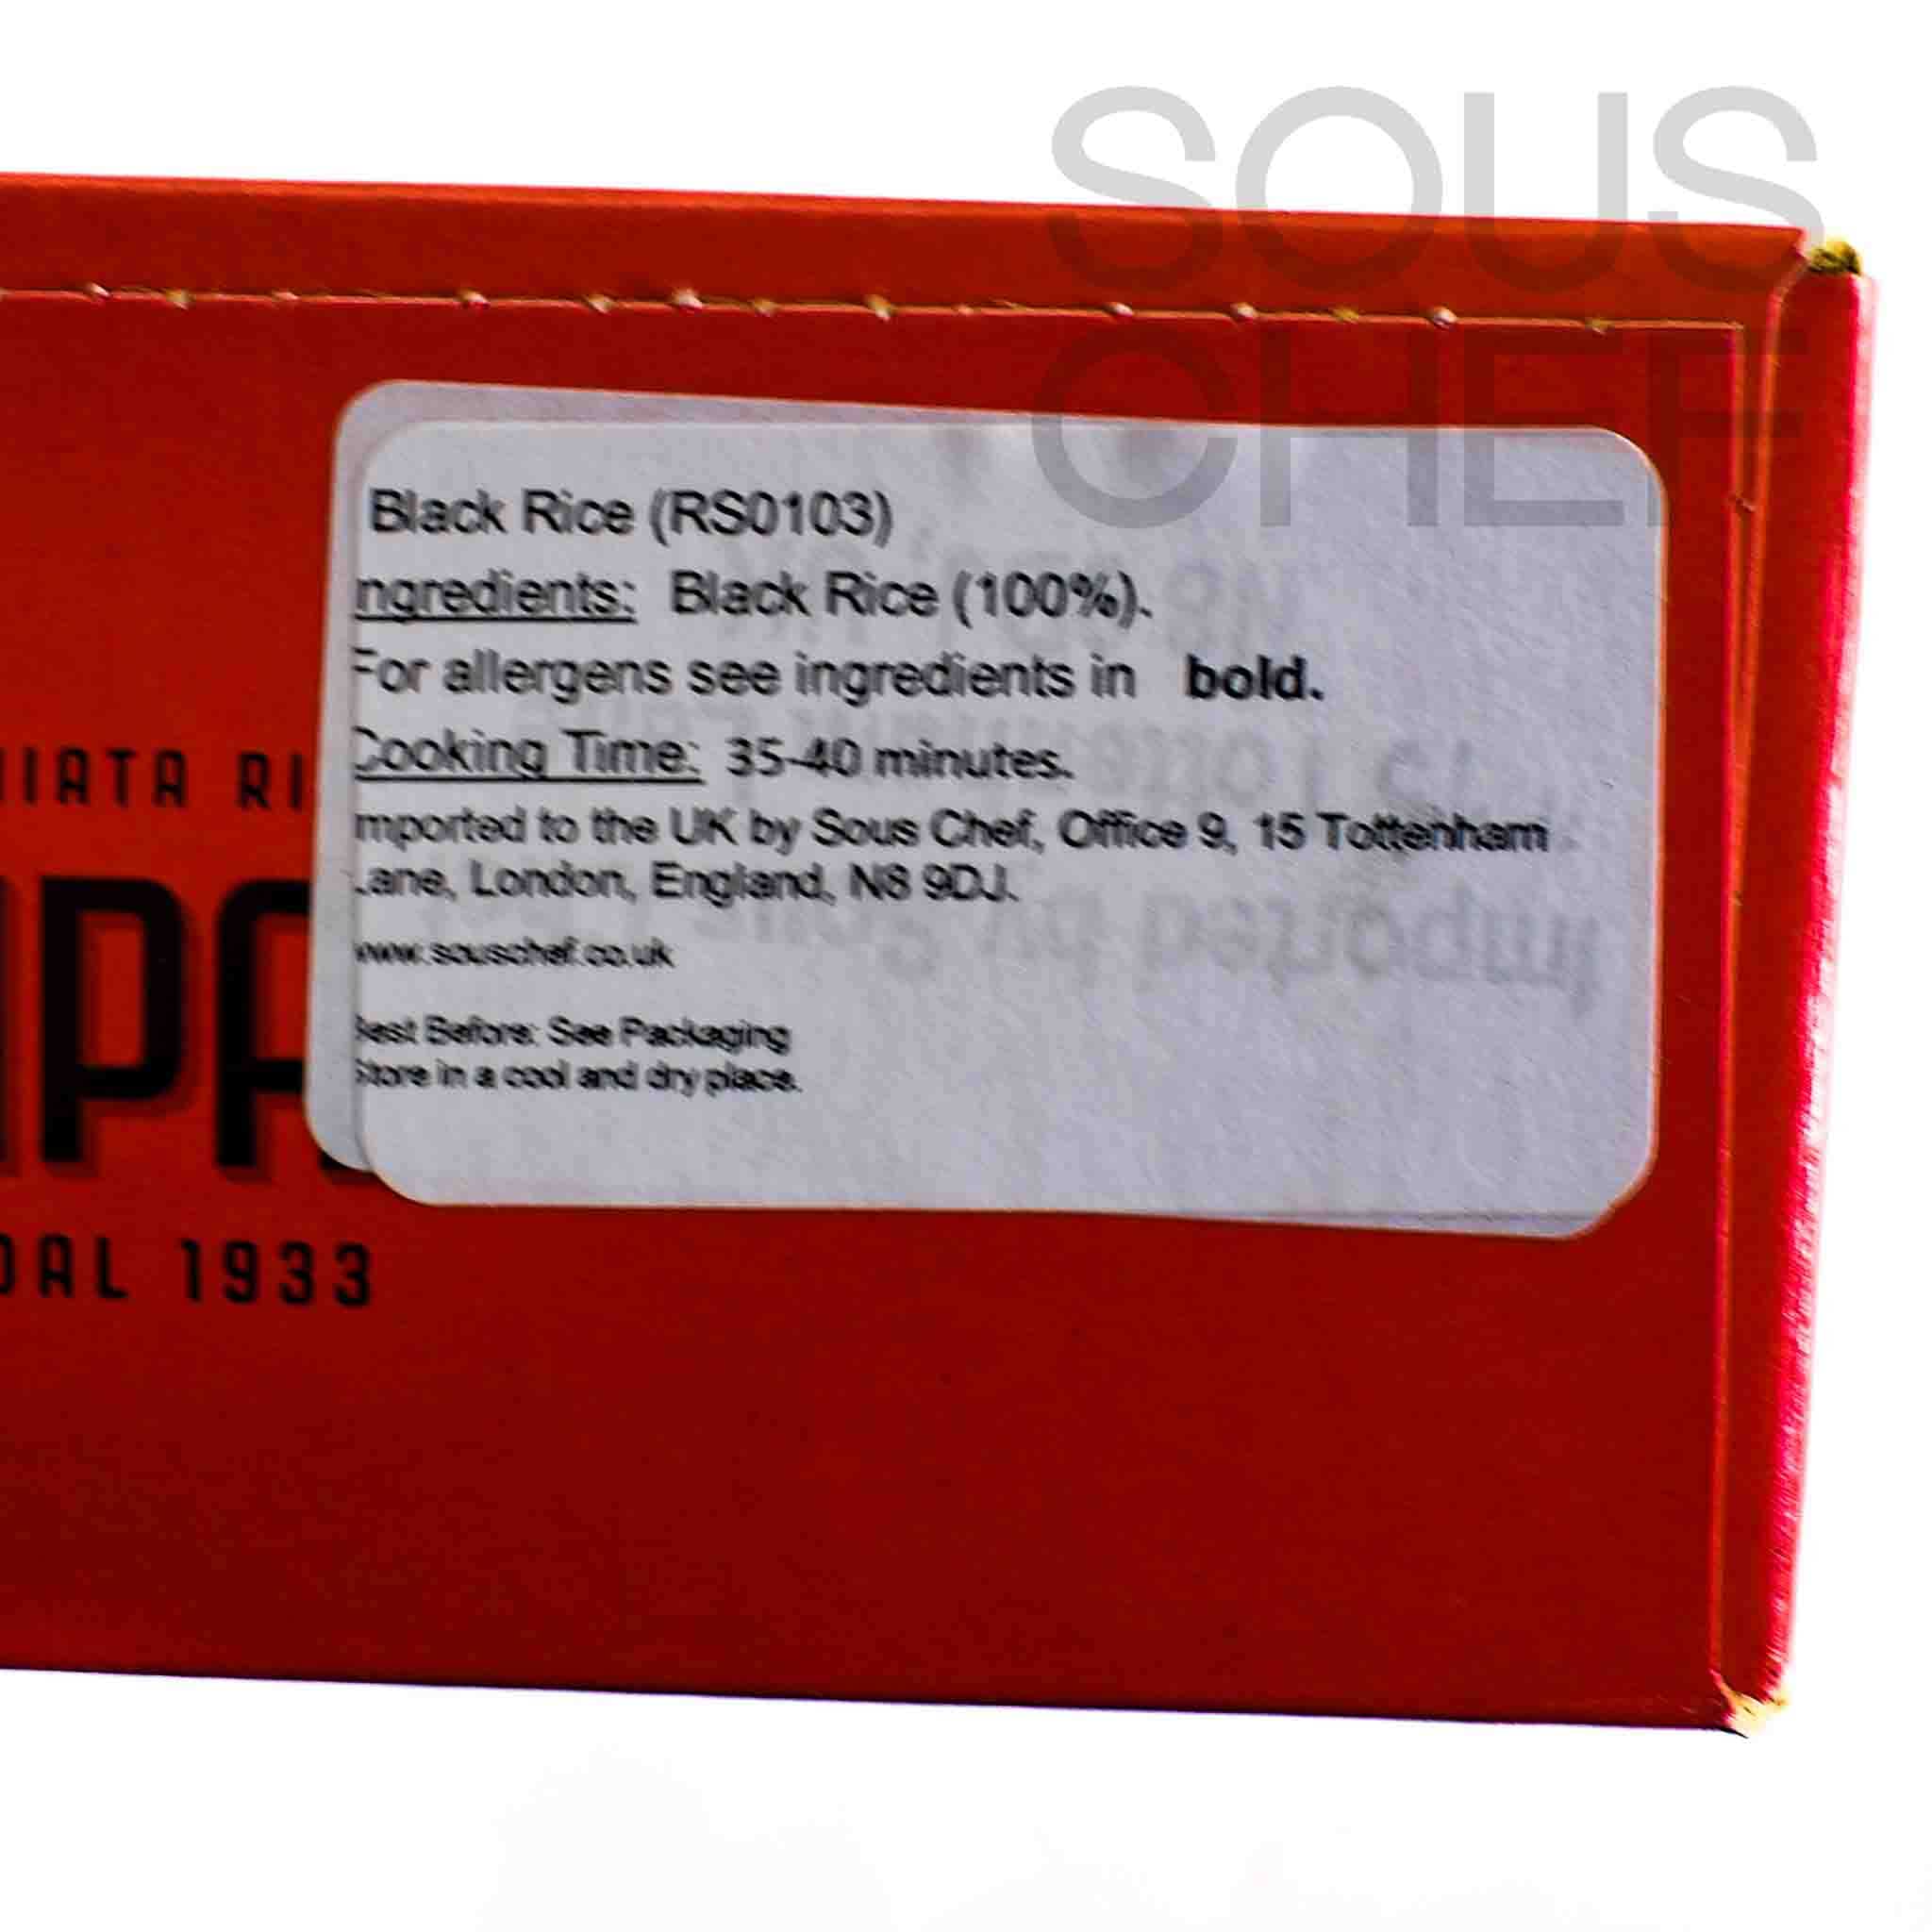 SOUS
CHEF
Black Rice (RS0103)
ngredients: Black Rice (100%).
For allergens see ingredients in bold.
Cooking Time: 35-40 minutes.
mported to the UK by Sous Chef, Office 9, 15 Tottenham
Lane, London, England, N8 9DJ.
www.souschef.co.uk
Best Before: See Packaging
Store in a cool and dry place.
IATA RI
PA
DAL 1933